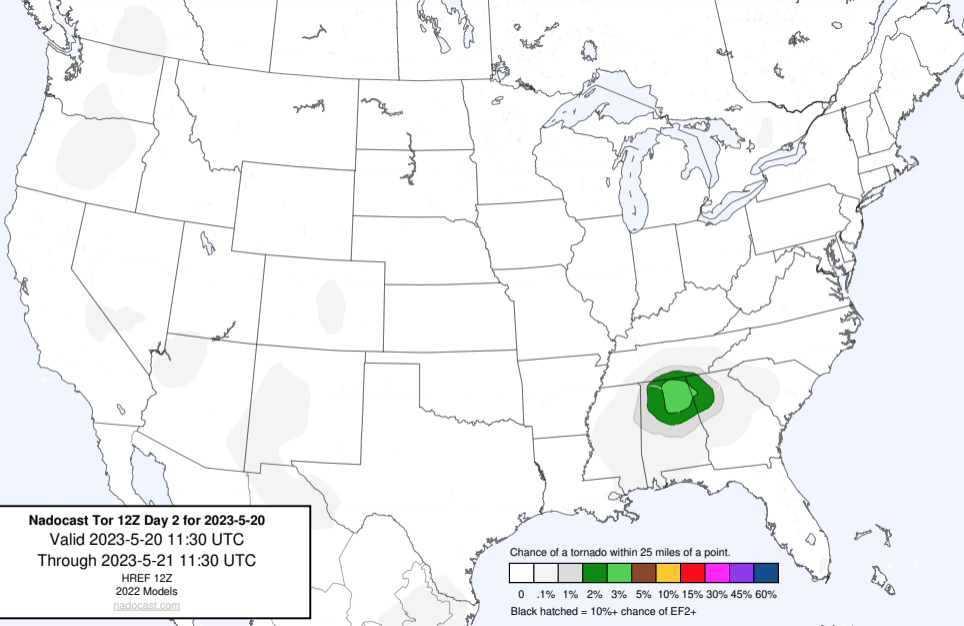 Nadocast Tor 12Z Day 2 for 2023-5-20
Valid 2023-5-20 11:30 UTC
Through 2023-5-21 11:30 UTC
HREF 12Z
2022 Models
nadocast.com
Chance of a tornado within 25 miles of a point.
0 .1% 1% 2% 3% 5% 10% 15% 30% 45% 60%
Black hatched = 10%+ chance of EF2+